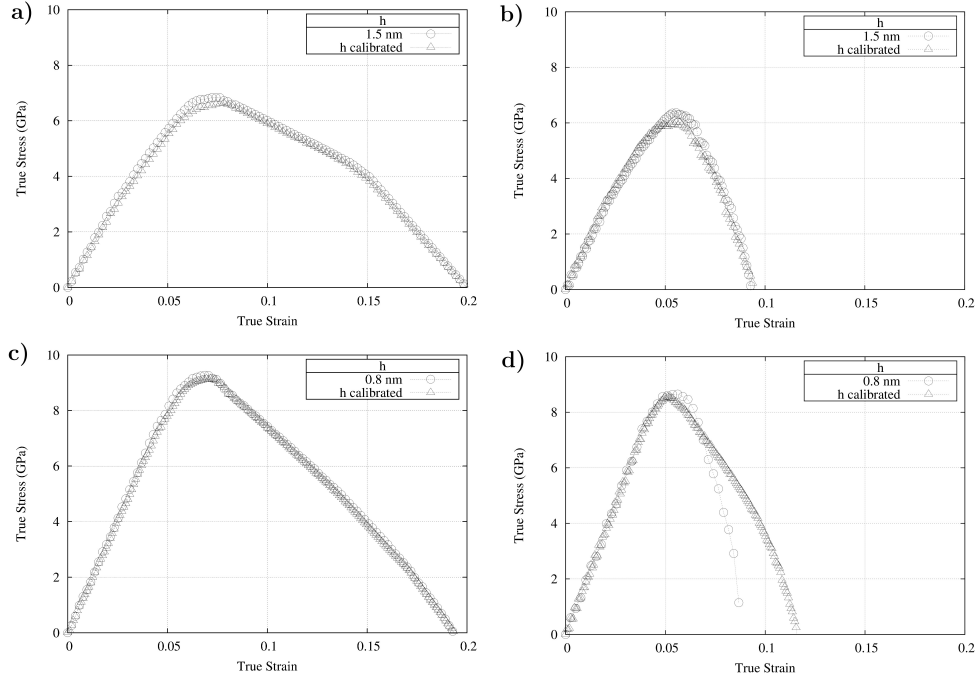 a)
10
8
6
4
2
0
0
0.05
0.1
0.15
0.2
True Stress (GPa)
True Strain
h
1.5 nm
h calibrated
b)
10
8
6
4
2
0
0
0.05
0.1
0.15
0.2
True Stress (GPa)
True Strain
h
1.5 nm
h calibrated
c)
10
8
6
4
2
0
0
0.05
0.1
0.15
0.2
True Stress (GPa)
True Strain
h
0.8 nm
h calibrated
d)
10
8
6
4
2
0
0
0.05
0.1
0.15
0.2
True Stress (GPa)
True Strain
h
0.8 nm
h calibrated